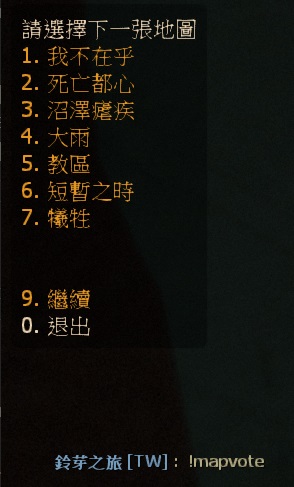 請選擇下一張地圖
1. 我不在乎
2. 死亡都心
3. 沼澤瘧疾
4. 大雨
5. 教區
6. 短暫之時
7. 犧牲
9. 繼續
0. 退出
鈴芽之旅 [TW] : !mapvote